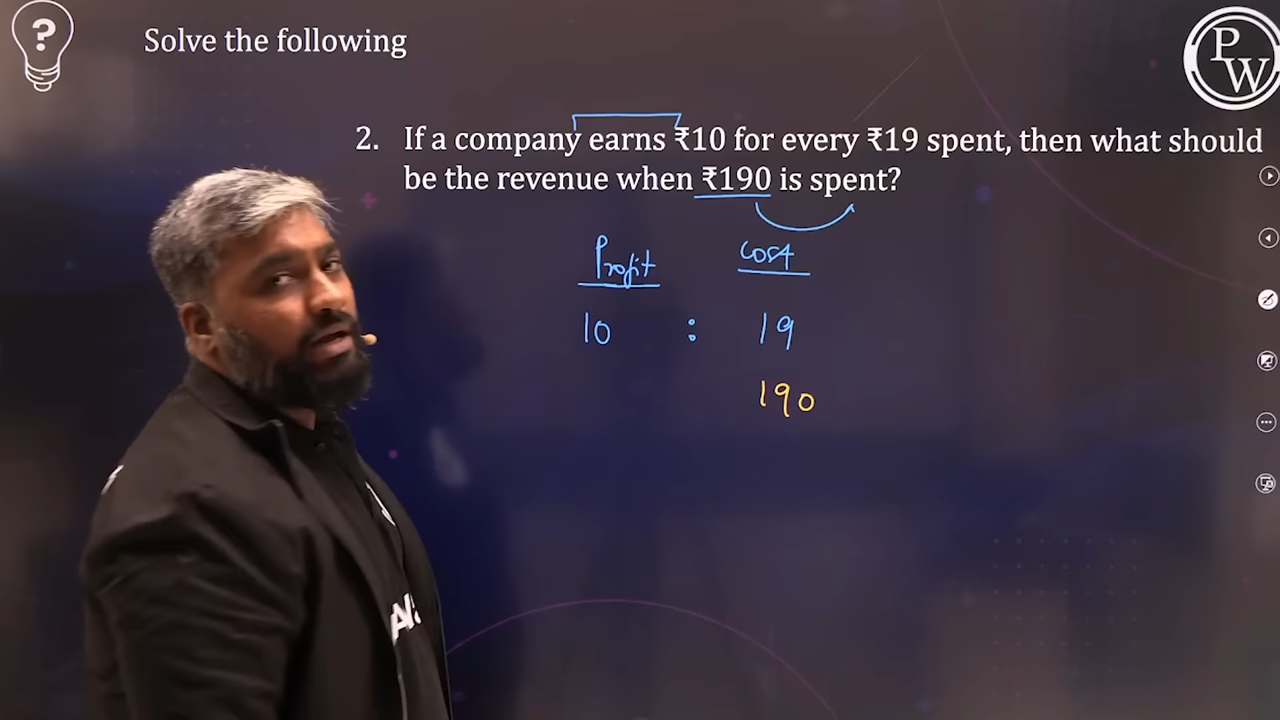 ?
Solve the following
PW
2. If a company earns ₹10 for every ₹19 spent, then what should
be the revenue when ₹190 is spent?
Profit Cost
10 : 19
190